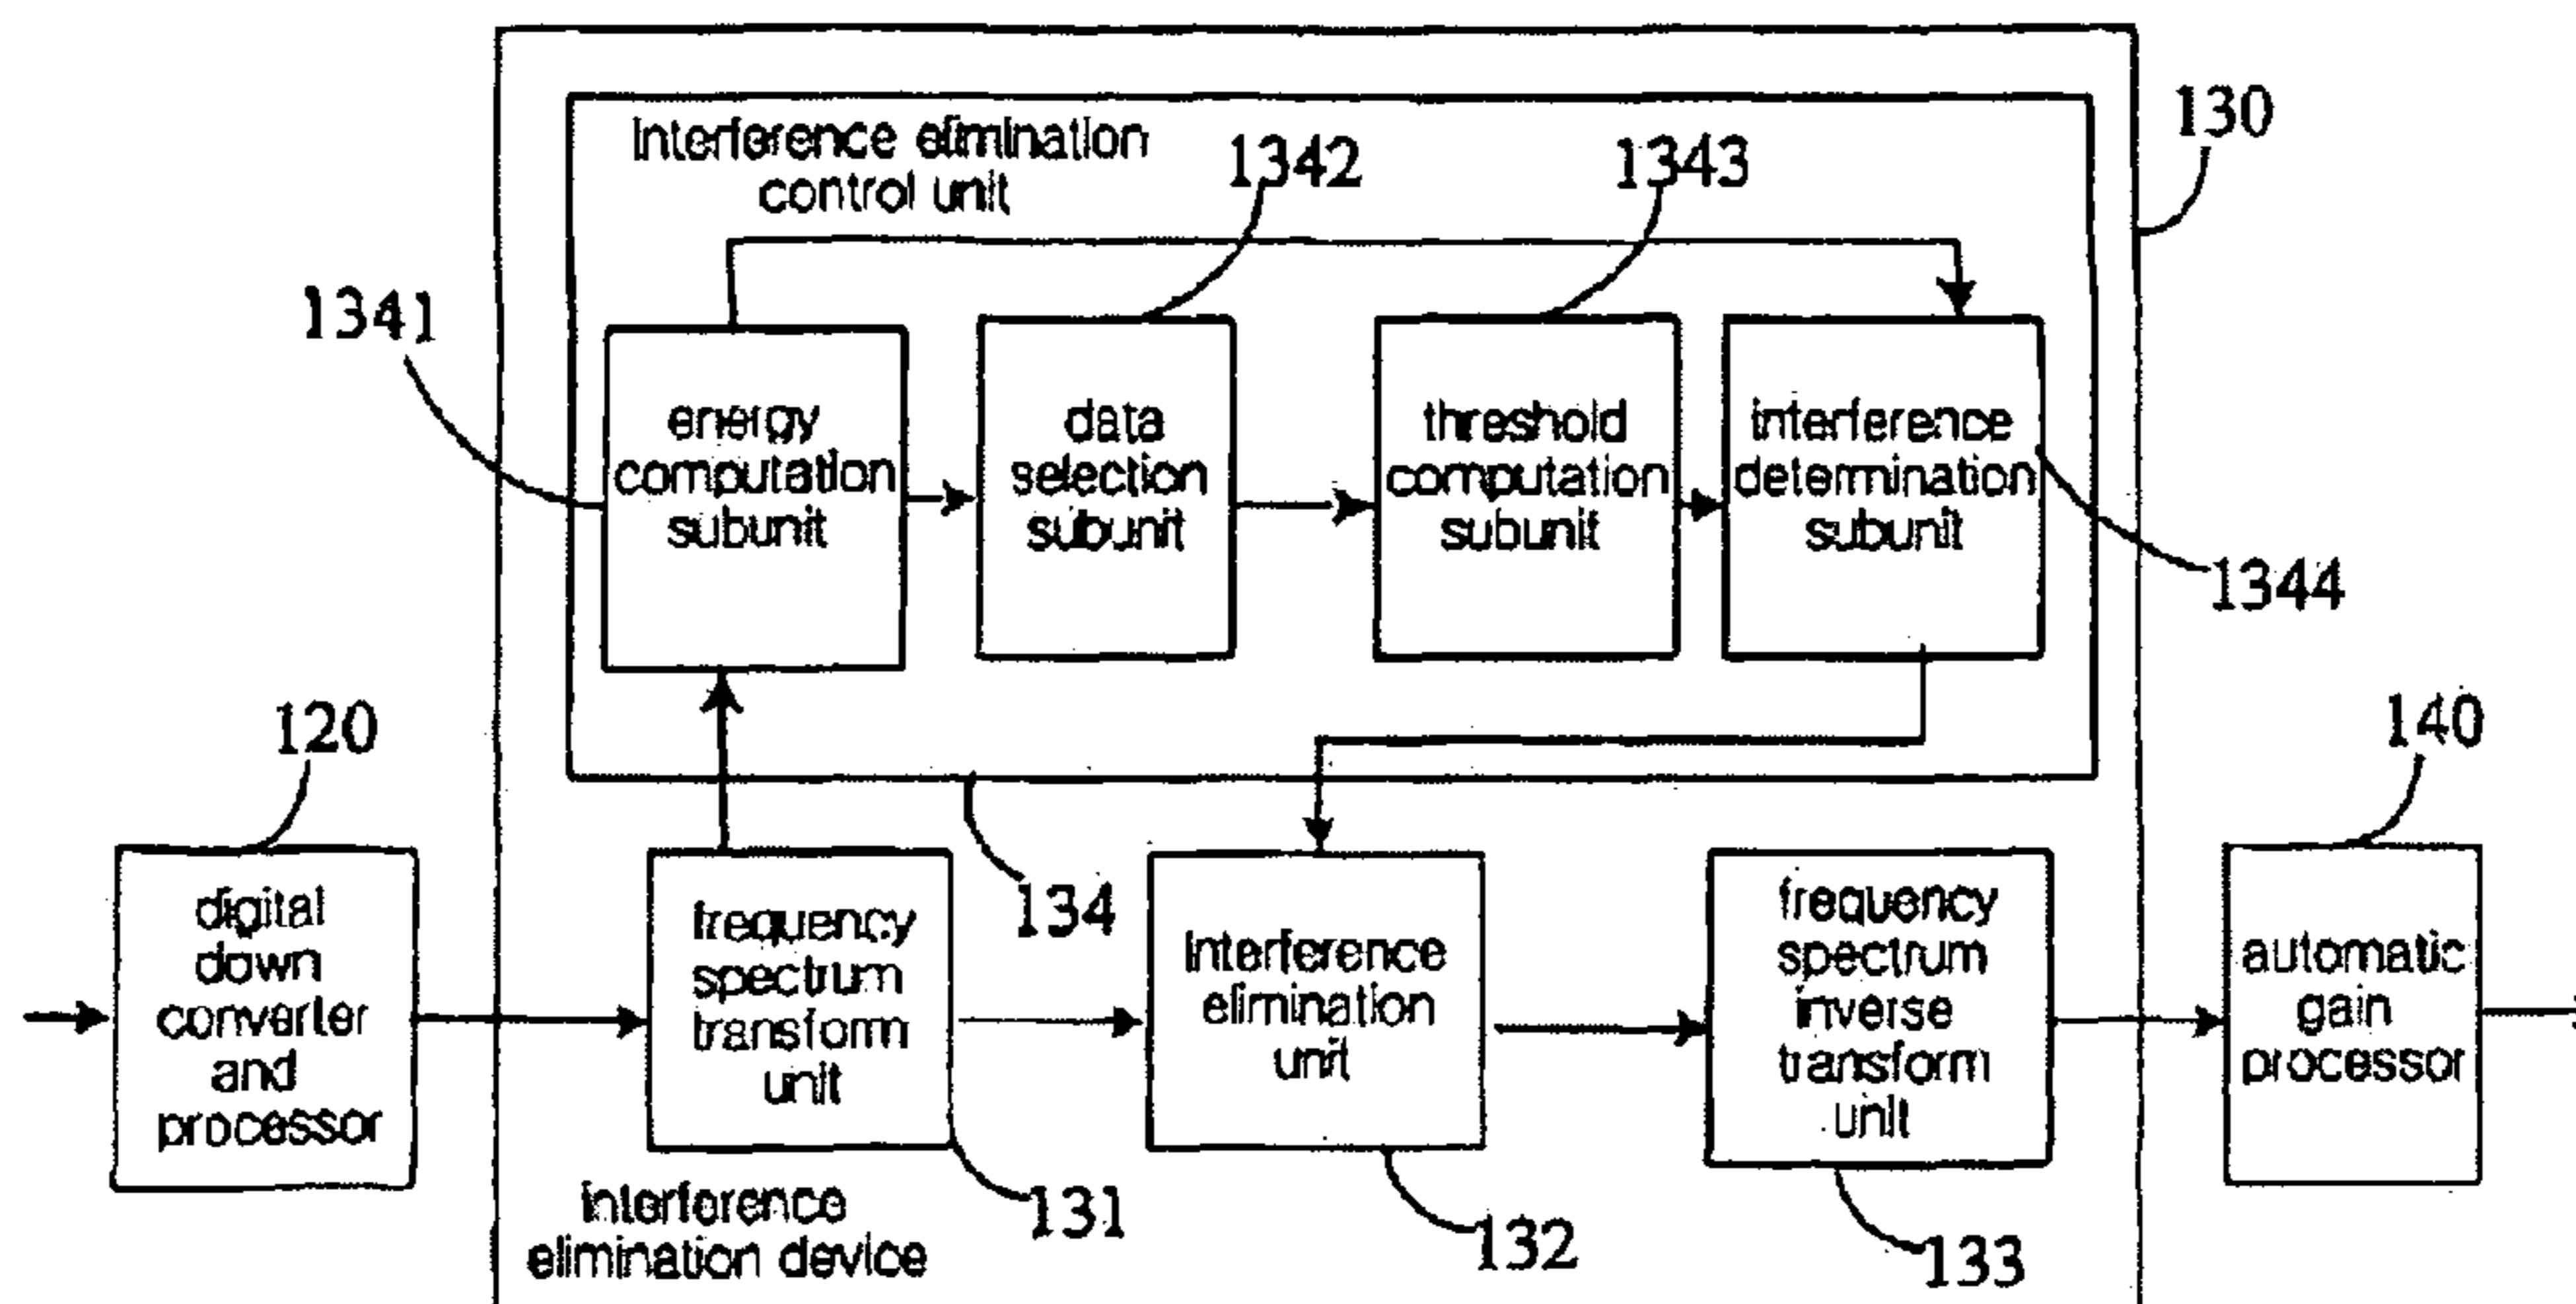 130
Interference elimination
control unit
1342
1343
1341
energy
computation
subunit
data
selection
subunit
threshold
computation
subunit
interference
determination
subunit
1344
120
140
134
digital
down
converter
and
processor
frequency
spectrum
transform
unit
Interference
elimination
unit
frequency
spectrum
inverse
transform
unit
automatic
gain
processor
131
132
133
interference
elimination device